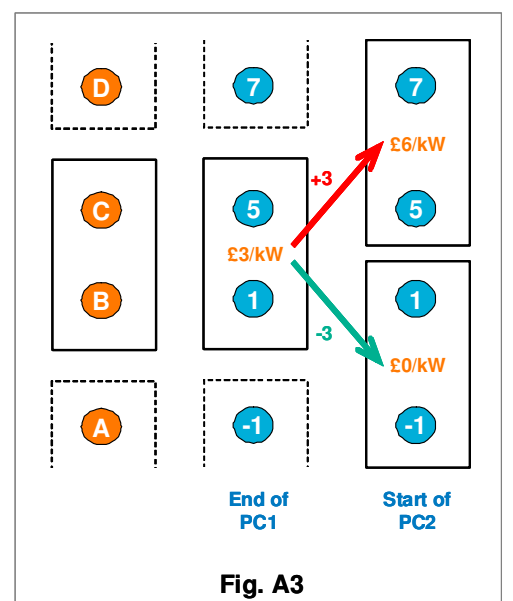 D 7 7
£6/kW
+3
C 5 5
£3/kW
B 1 1
-3
£0/kW
A -1 -1
End of PC1
Start of PC2
Fig. A3